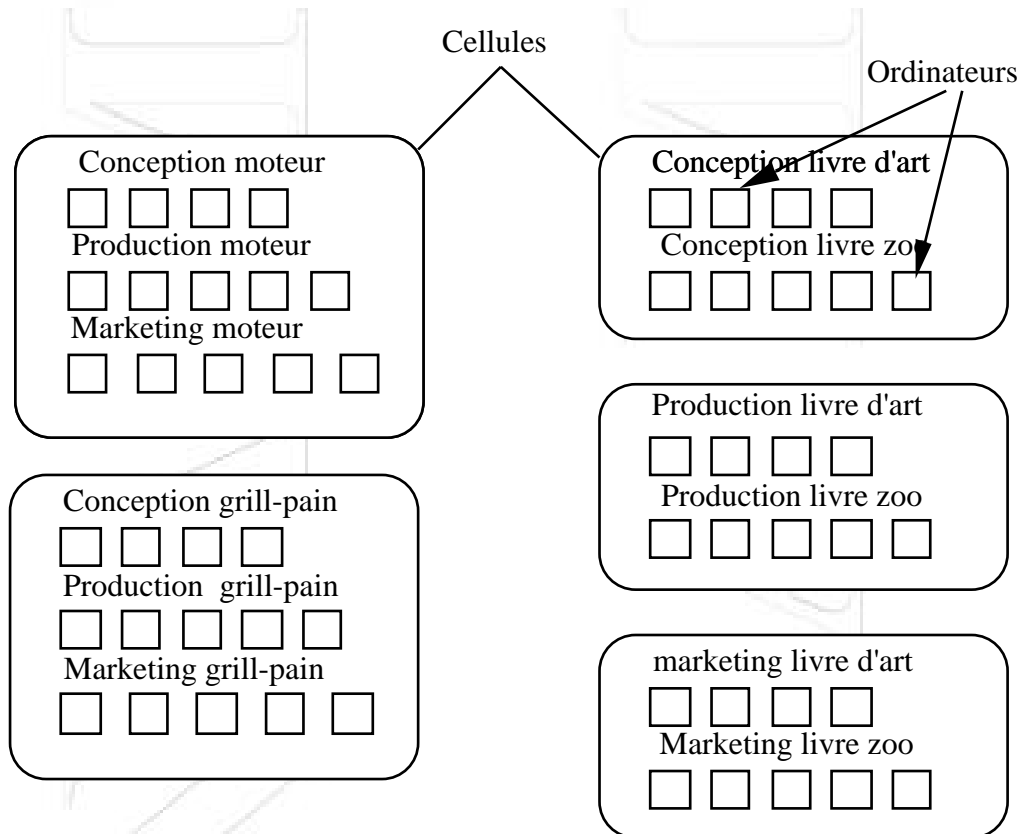 Cellules
Ordinateurs
Conception moteur
Production moteur
Marketing moteur
Conception grill-pain
Production grill-pain
Marketing grill-pain
Conception livre d'art
Conception livre zoo
Production livre d'art
Production livre zoo
marketing livre d'art
Marketing livre zoo